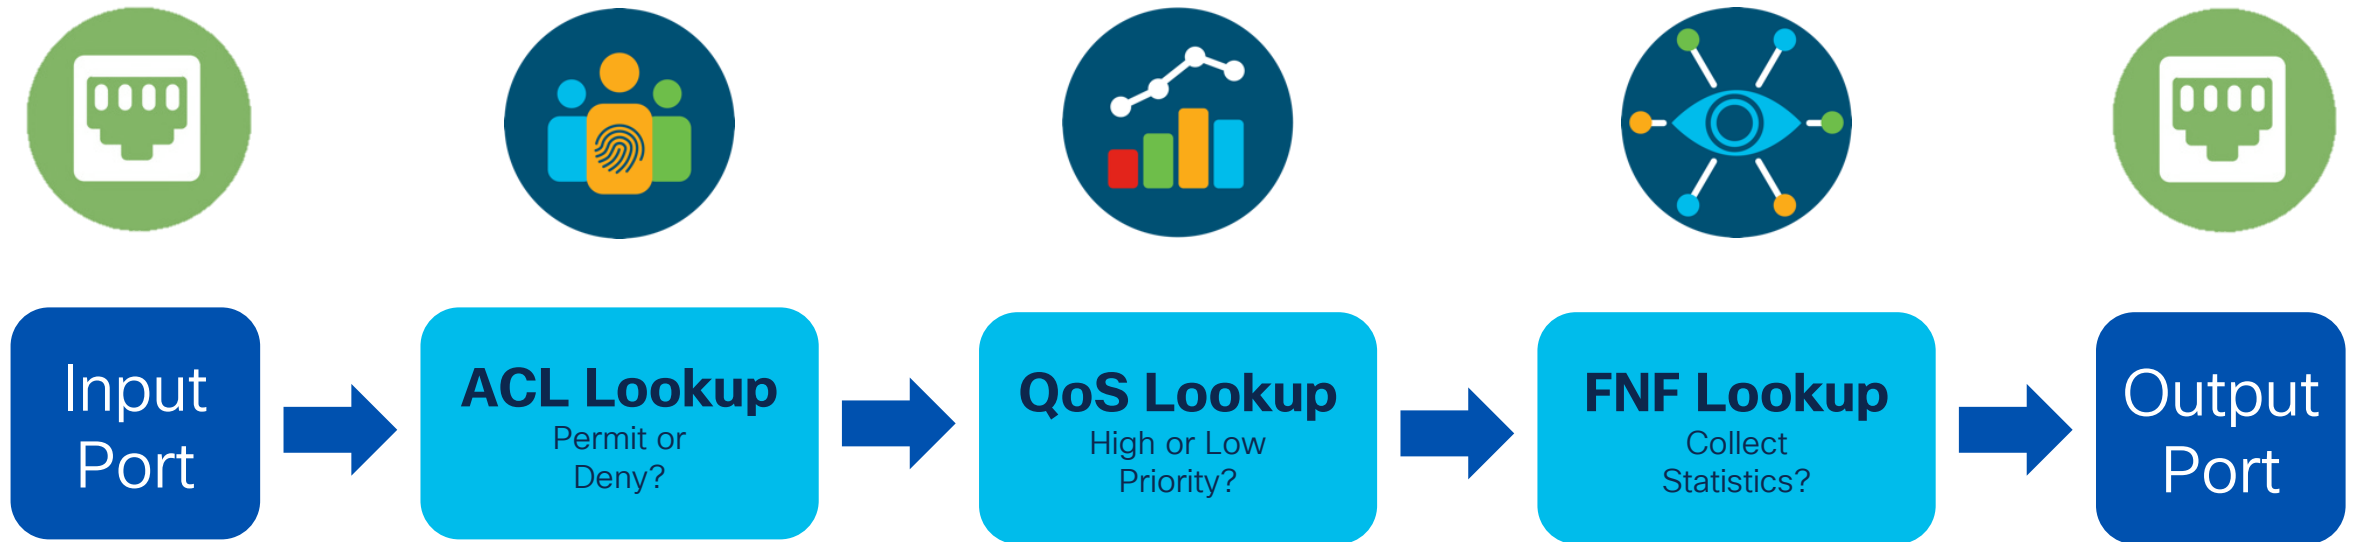 Input
Port
ACL Lookup
Permit or
Deny?
QoS Lookup
High or Low
Priority?
FNF Lookup
Collect
Statistics?
Output
Port